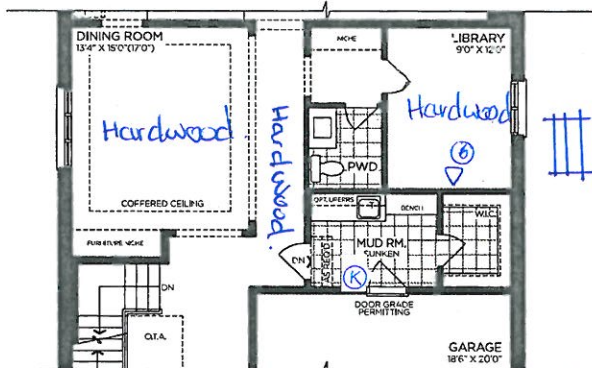 DINING ROOM
13'4" X 15'0"(17'0")
NICHE
LIBRARY
9'0" X 12'0"
Hardwood
Hardwood.
Hardwood
6
PWD
COFFERED CEILING
OPT. UPPERS
BENCH
W.I.C.
FURNITURE NICHE
MUD RM.
SUNKEN
DN
AS REQ'D
K
DN
DOOR GRADE
PERMITTING
O.T.A.
GARAGE
18'6" X 20'0"